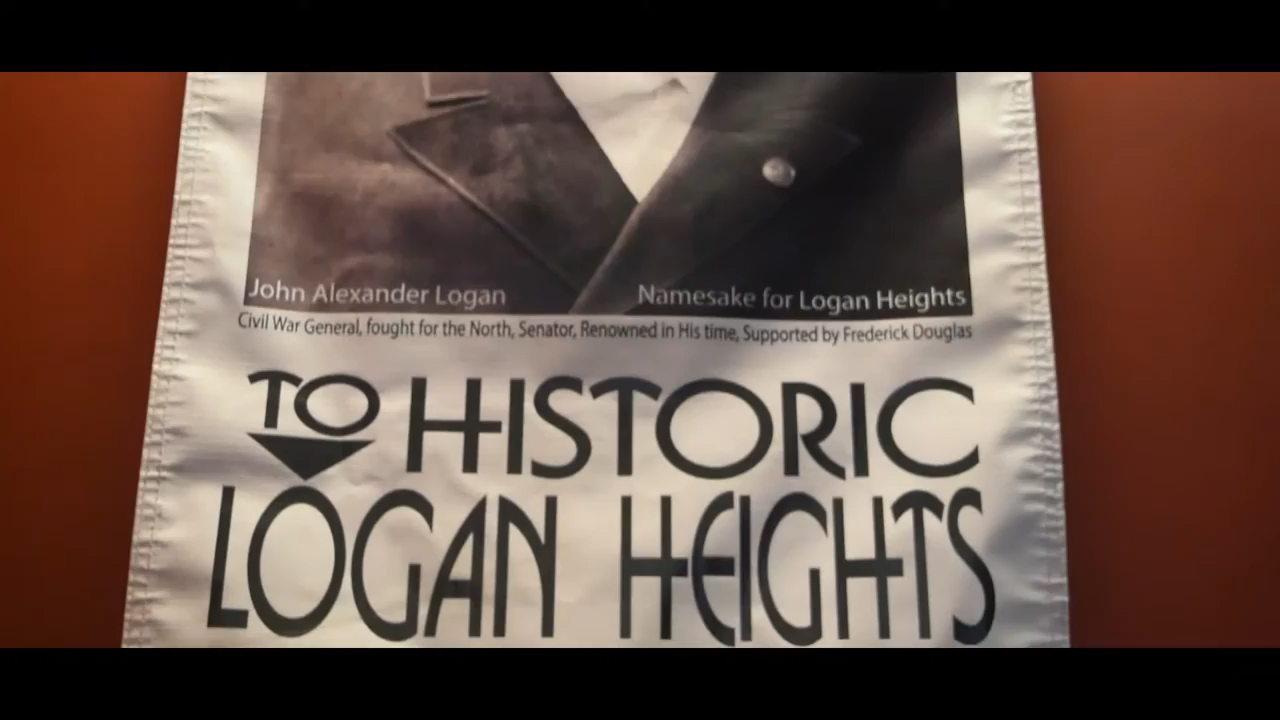 John Alexander Logan Namesake for Logan Heights
Civil War General, fought for the North, Senator, Renowned in His time, Supported by Frederick Douglas
TO HISTORIC
LOGAN HEIGHTS